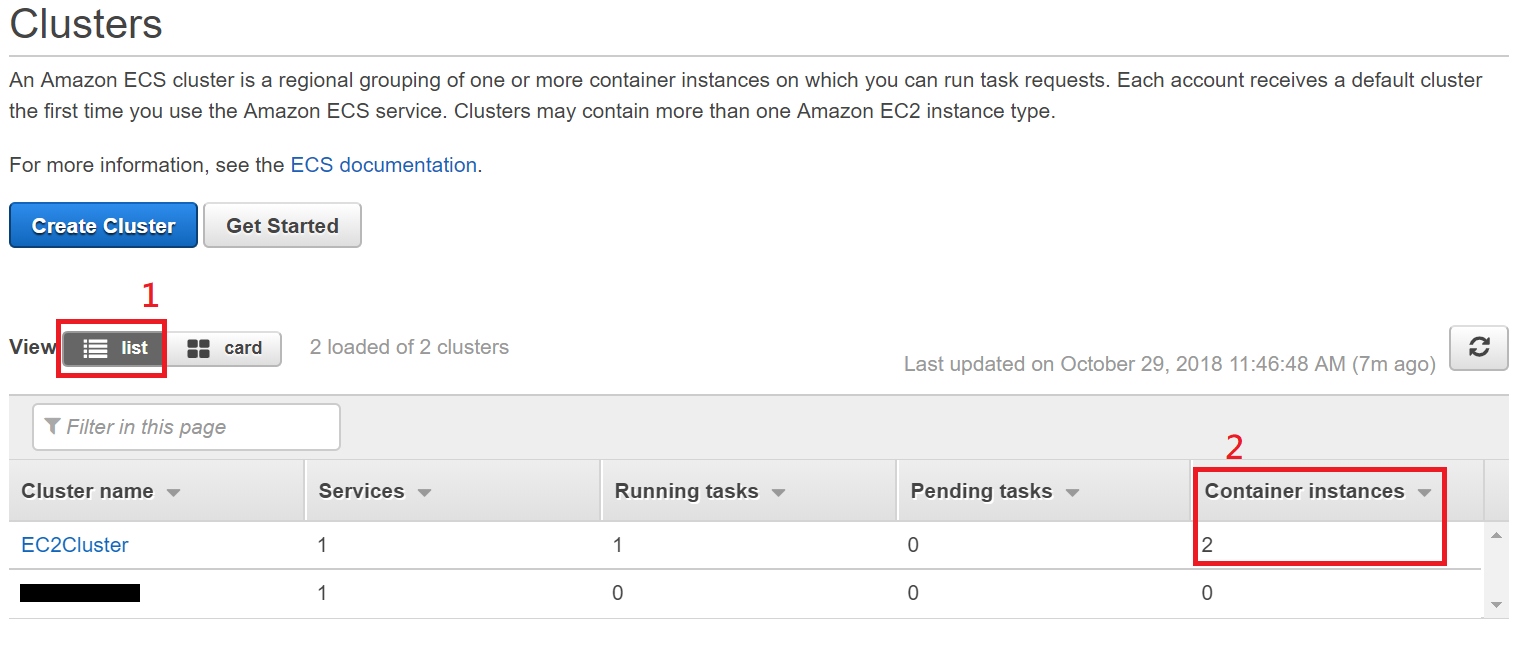 Clusters
An Amazon ECS cluster is a regional grouping of one or more container instances on which you can run task requests. Each account receives a default cluster
the first time you use the Amazon ECS service. Clusters may contain more than one Amazon EC2 instance type.
For more information, see the ECS documentation.
Create Cluster Get Started
1
View list card 2 loaded of 2 clusters
Last updated on October 29, 2018 11:46:48 AM (7m ago)
Filter in this page
2
Cluster name Services Running tasks Pending tasks Container instances
EC2Cluster 1 1 0 2
1 0 0 0